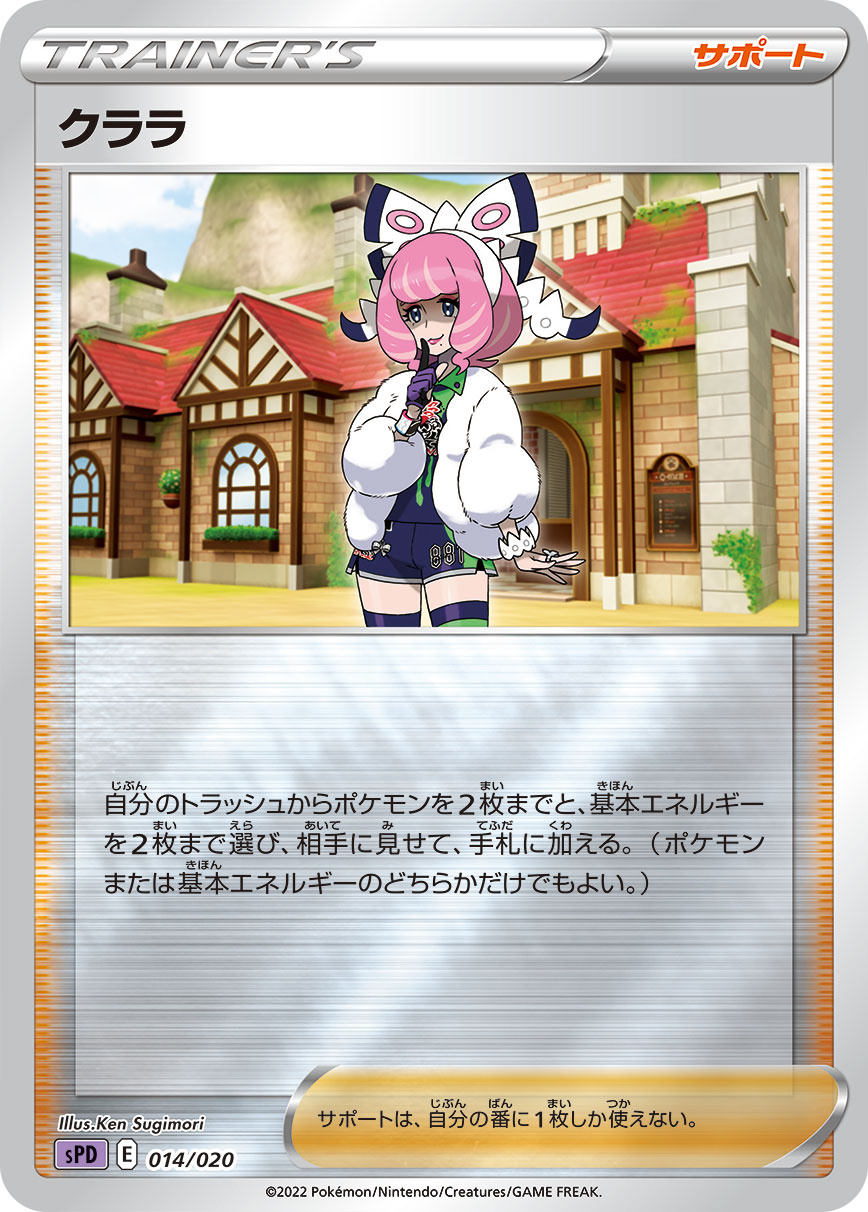 TRAINER'S
サポート
クララ
891
自分のトラッシュからポケモンを2枚までと、基本エネルギー
を2枚まで選び、相手に見せて、手札に加える。（ポケモン
または基本エネルギーのどちらかだけでもよい。）
サポートは、自分の番に1枚しか使えない。
Illus.Ken Sugimori
sPD E 014/020
©2022 Pokémon/Nintendo/Creatures/GAME FREAK.